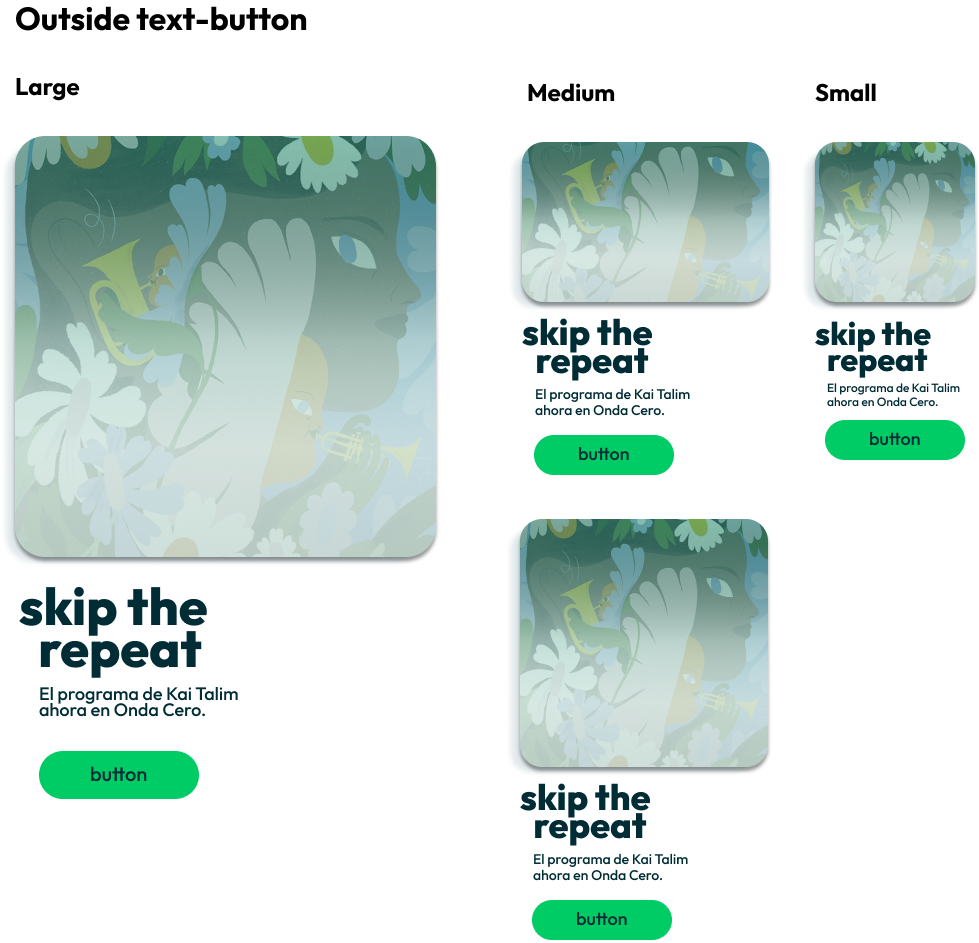 Outside text-button
Large
Medium
Small
skip the
repeat
El programa de Kai Talim
ahora en Onda Cero.
button
skip the
repeat
El programa de Kai Talim
ahora en Onda Cero.
button
skip the
repeat
El programa de Kai Talim
ahora en Onda Cero.
button
skip the
repeat
El programa de Kai Talim
ahora en Onda Cero.
button